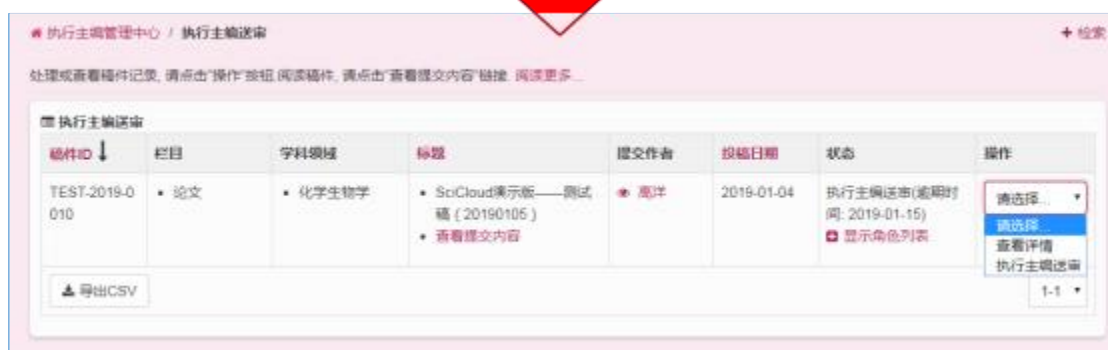 执行主编管理中心 / 执行主编送审
+ 检索
处理或查看稿件记录, 请点击"操作"按钮.阅读稿件, 请点击"查看提交内容"链接. 阅读更多...
执行主编送审
稿件ID 栏目 学科领域 标题 提交作者 投稿日期 状态 操作
TEST-2019-0 • 论文 • 化学生物学 • SciCloud演示版——测试 高洋 2019-01-04 执行主编送审(逾期时 请选择...
010 稿 ( 20190105 ) 间: 2019-01-15) 请选择...
• 查看提交内容 显示角色列表 查看详情
执行主编送审
导出CSV 1-1